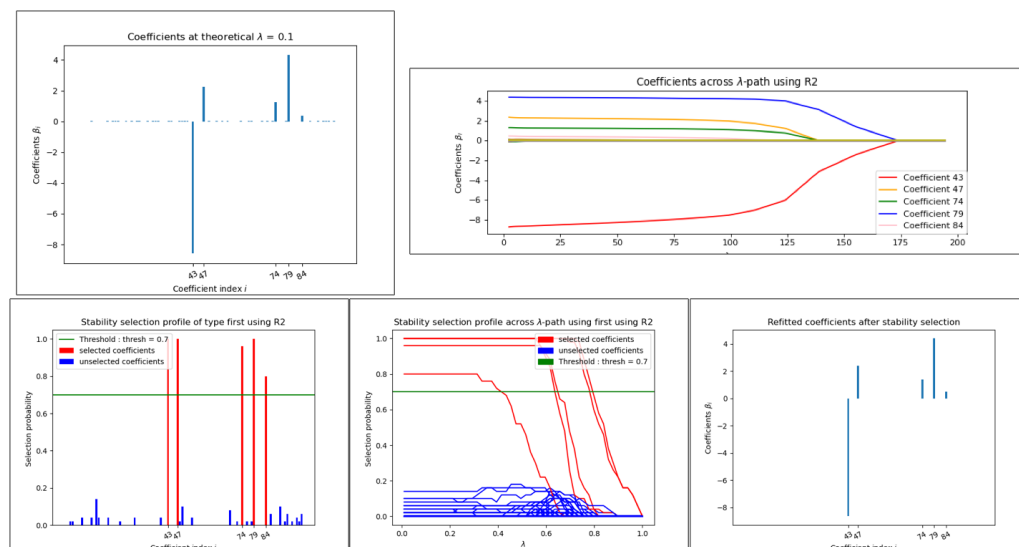 Coefficients at theoretical λ = 0.1
4
2
0
−2
−4
−6
−8
Coefficients βᵢ
43
47
74
79
84
Coefficient index i
Coefficients across λ-path using R2
4
2
0
−2
−4
−6
−8
Coefficients βᵢ
0
25
50
75
100
125
150
175
200
Coefficient 43
Coefficient 47
Coefficient 74
Coefficient 79
Coefficient 84
Stability selection profile of type first using R2
Threshold : thresh = 0.7
selected coefficients
unselected coefficients
1.0
0.8
0.6
0.4
0.2
0.0
Selection probability
43
47
74
79
84
Coefficient index i
Stability selection profile across λ-path using first using R2
selected coefficients
unselected coefficients
Threshold : thresh = 0.7
1.0
0.8
0.6
0.4
0.2
0.0
Selection probability
0.0
0.2
0.4
0.6
0.8
1.0
λ
Refitted coefficients after stability selection
4
2
0
−2
−4
−6
−8
Coefficients βᵢ
43
47
74
79
84
Coefficient index i